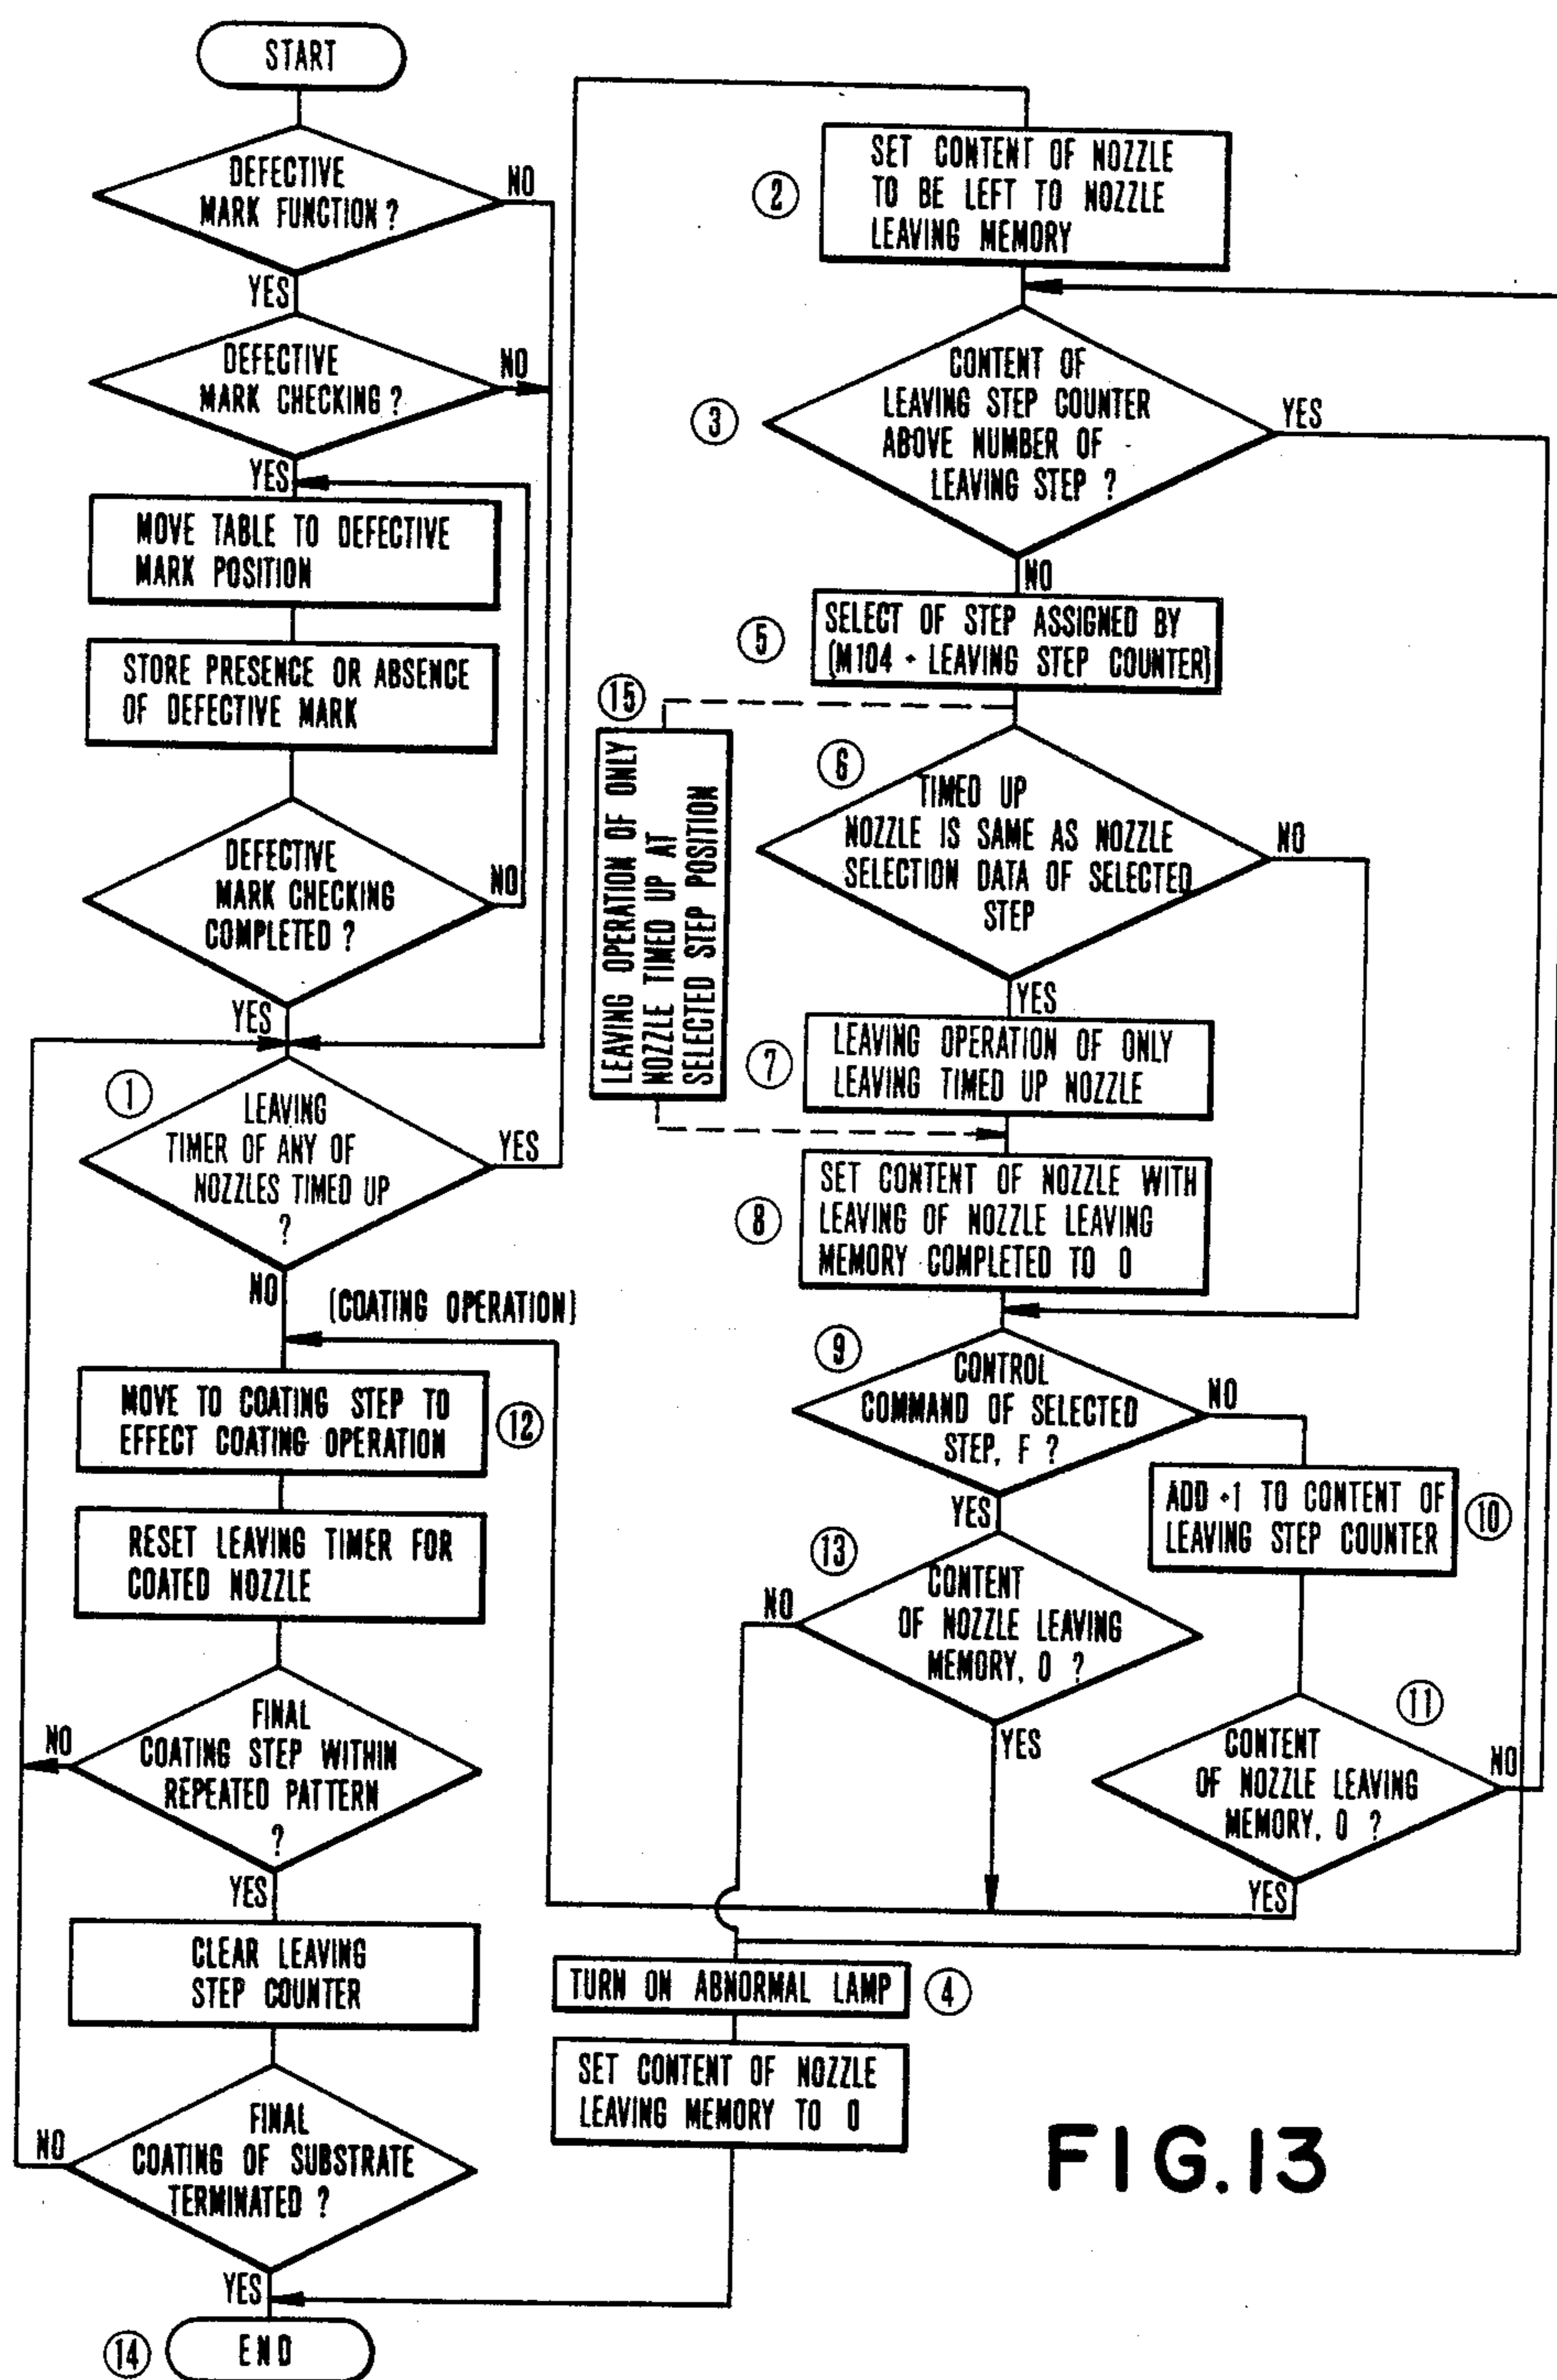 START
DEFECTIVE
MARK FUNCTION ?
NO
YES
DEFECTIVE
MARK CHECKING ?
NO
YES
MOVE TABLE TO DEFECTIVE
MARK POSITION
STORE PRESENCE OR ABSENCE
OF DEFECTIVE MARK
DEFECTIVE
MARK CHECKING
COMPLETED ?
NO
YES
1
LEAVING
TIMER OF ANY OF
NOZZLES TIMED UP
?
YES
NO
(COATING OPERATION)
MOVE TO COATING STEP TO
EFFECT COATING OPERATION
12
RESET LEAVING TIMER FOR
COATED NOZZLE
FINAL
COATING STEP WITHIN
REPEATED PATTERN
?
NO
YES
CLEAR LEAVING
STEP COUNTER
FINAL
COATING OF SUBSTRATE
TERMINATED ?
NO
YES
14
END
2
SET CONTENT OF NOZZLE
TO BE LEFT TO NOZZLE
LEAVING MEMORY
3
CONTENT OF
LEAVING STEP COUNTER
ABOVE NUMBER OF
LEAVING STEP ?
YES
NO
5
SELECT OF STEP ASSIGNED BY
(M104 + LEAVING STEP COUNTER)
15
LEAVING OPERATION OF ONLY
NOZZLE TIMED UP AT
SELECTED STEP POSITION
6
TIMED UP
NOZZLE IS SAME AS NOZZLE
SELECTION DATA OF SELECTED
STEP
NO
YES
7
LEAVING OPERATION OF ONLY
LEAVING TIMED UP NOZZLE
8
SET CONTENT OF NOZZLE WITH
LEAVING OF NOZZLE LEAVING
MEMORY COMPLETED TO 0
9
CONTROL
COMMAND OF SELECTED
STEP, F ?
NO
YES
ADD +1 TO CONTENT OF
LEAVING STEP COUNTER
10
13
CONTENT
OF NOZZLE LEAVING
MEMORY, 0 ?
NO
YES
11
CONTENT
OF NOZZLE LEAVING
MEMORY, 0 ?
NO
YES
TURN ON ABNORMAL LAMP
4
SET CONTENT OF NOZZLE
LEAVING MEMORY TO 0
FIG.13